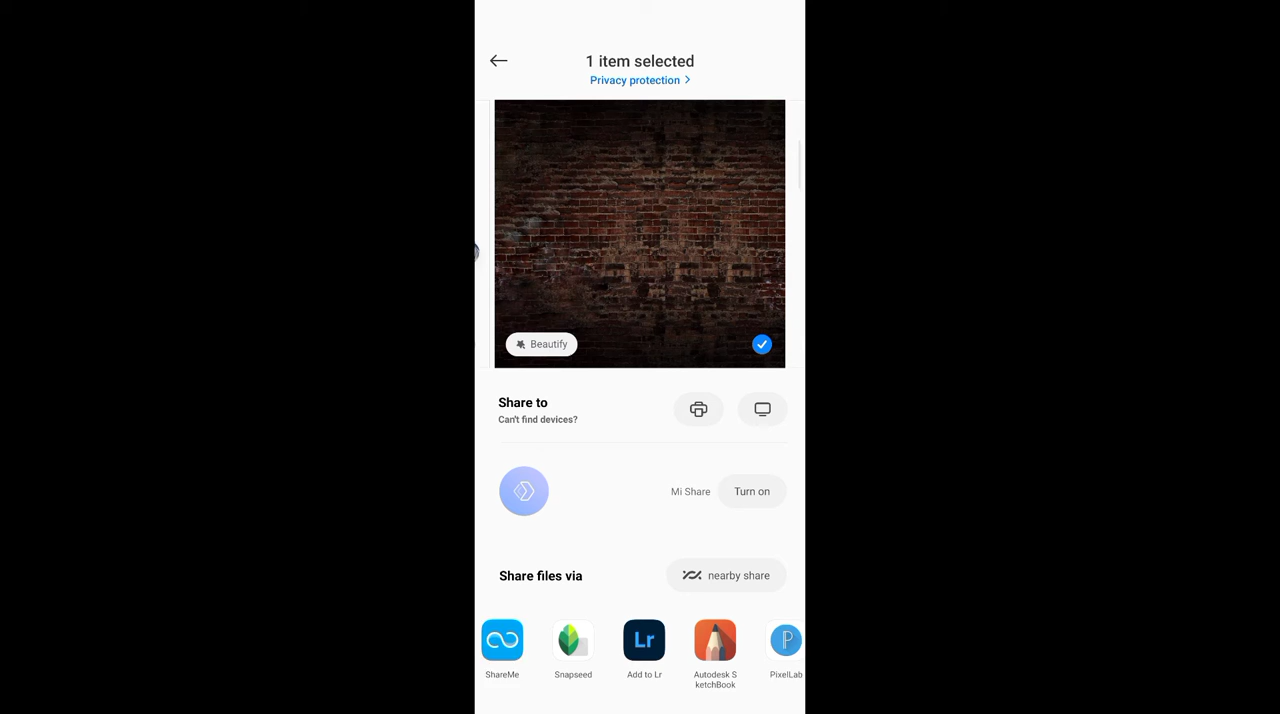 1 item selected
Privacy protection
Beautify
Share to
Can't find devices?
Mi Share
Turn on
Share files via
nearby share
Lr
P
ShareMe
Snapseed
Add to Lr
Autodesk S
ketchBook
PixelLab